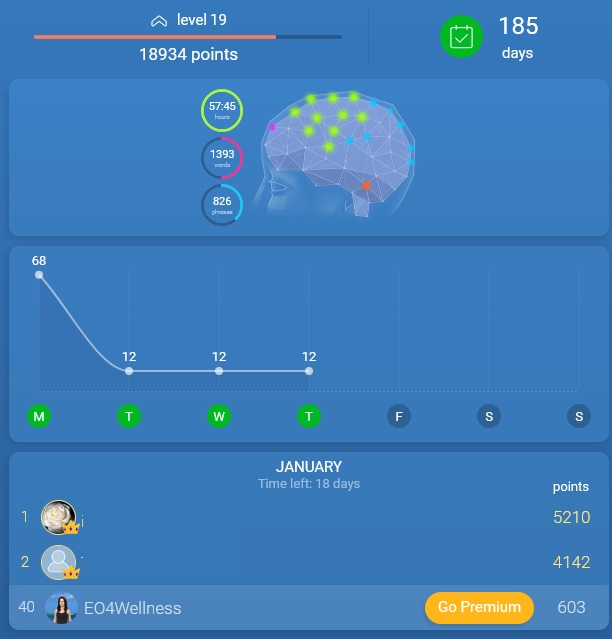 level 19
18934 points
185
days
57:45
hours
1393
words
826
phrases
68
12
12
12
M
T
W
T
F
S
S
JANUARY
Time left: 18 days
points
1
5210
2
4142
40
EO4Wellness
Go Premium
603